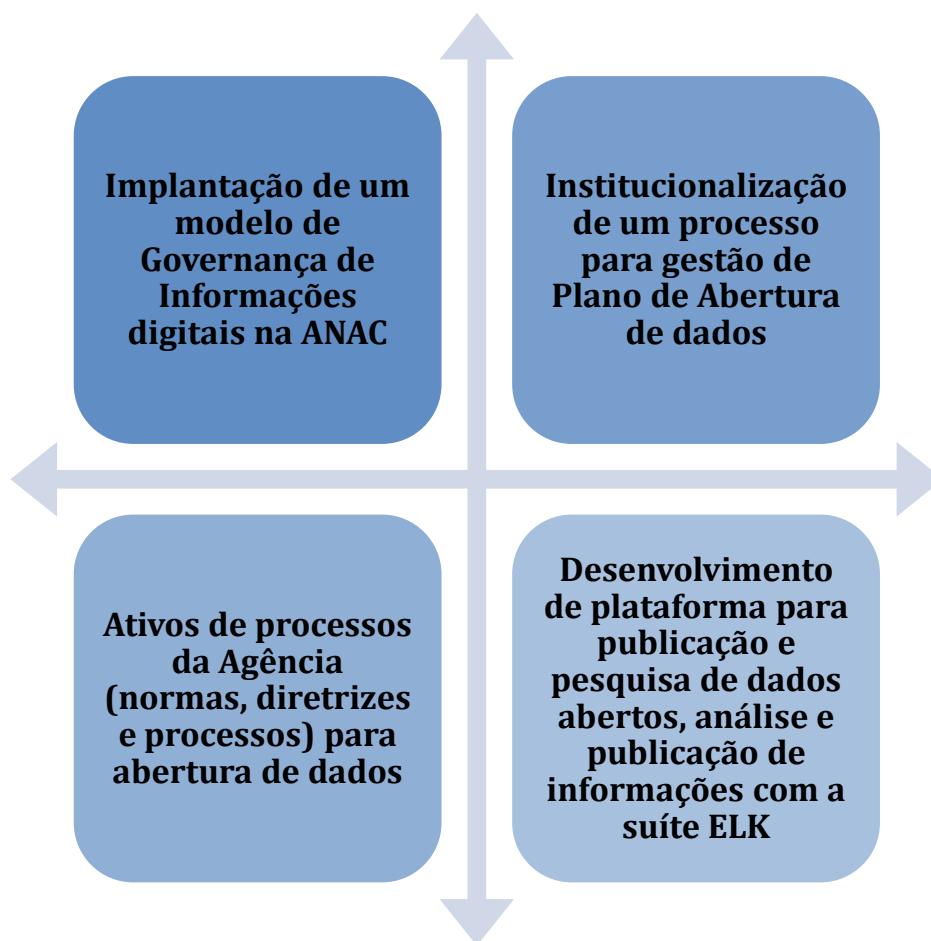 Implantação de um
modelo de
Governança de
Informações
digitais na ANAC
Institucionalização
de um processo
para gestão de
Plano de Abertura
de dados
Ativos de processos
da Agência
(normas, diretrizes
e processos) para
abertura de dados
Desenvolvimento
de plataforma para
publicação e
pesquisa de dados
abertos, análise e
publicação de
informações com a
suíte ELK